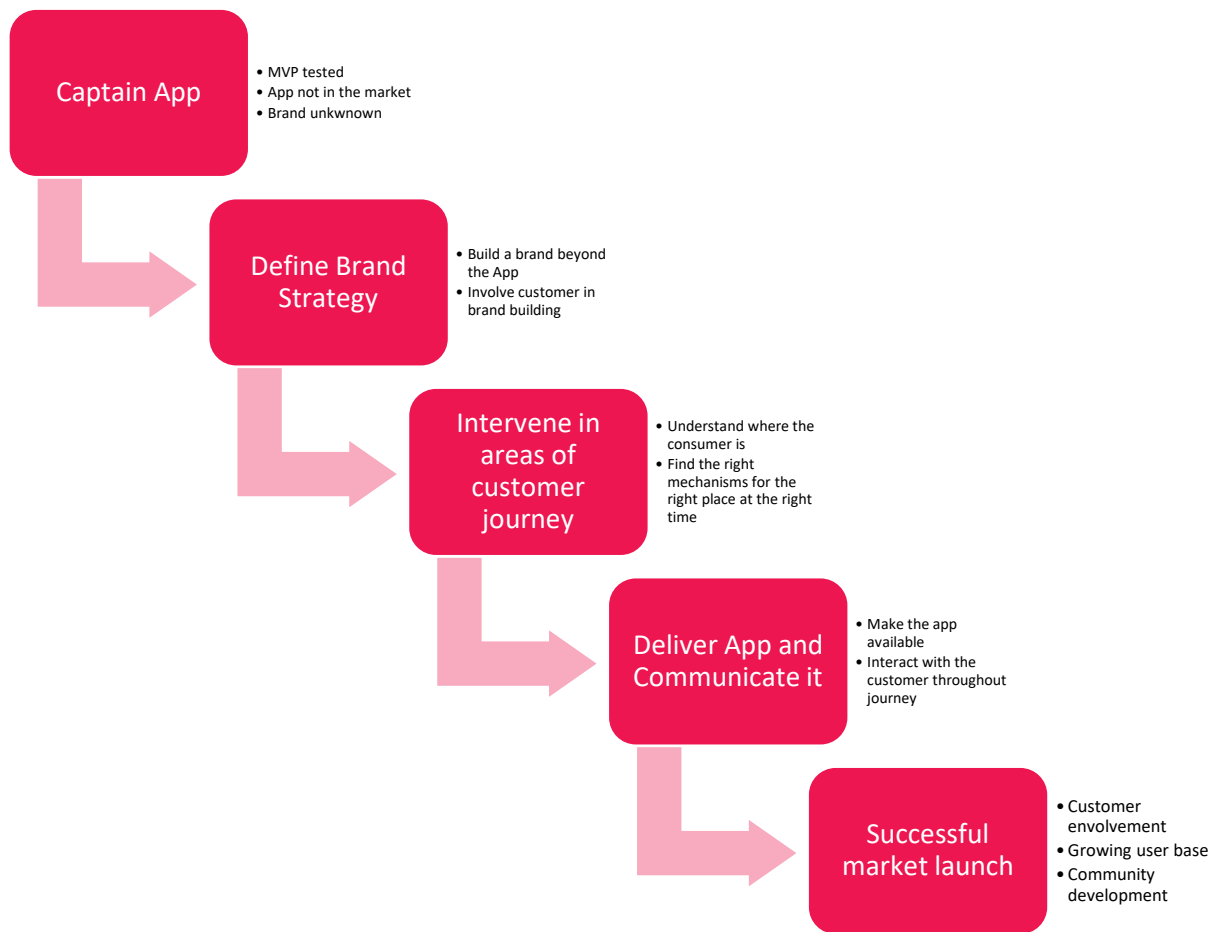 Captain App
• MVP tested
• App not in the market
• Brand unkwnown
Define Brand
Strategy
• Build a brand beyond
the App
• Involve customer in
brand building
Intervene in
areas of
customer
journey
• Understand where the
consumer is
• Find the right
mechanisms for the
right place at the right
time
Deliver App and
Communicate it
• Make the app
available
• Interact with the
customer throughout
journey
Successful
market launch
• Customer
envolvement
• Growing user base
• Community
development